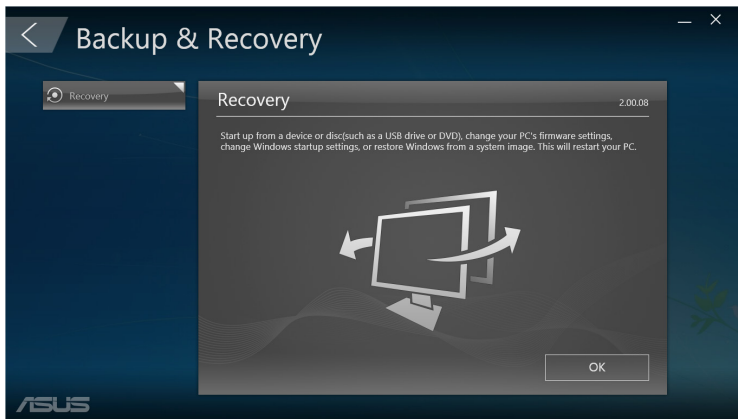 Backup & Recovery
Recovery
Recovery
2.00.08
Start up from a device or disc(such as a USB drive or DVD), change your PC's firmware settings,
change Windows startup settings, or restore Windows from a system image. This will restart your PC.
OK
ASUS